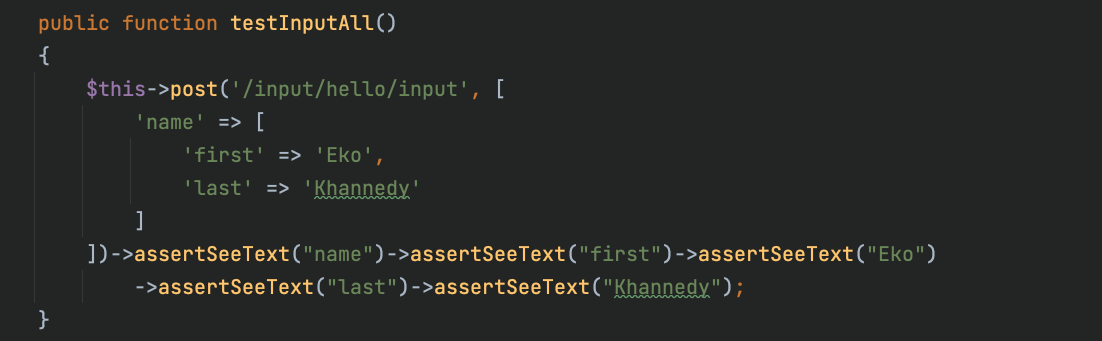 public function testInputAll()
{
    $this->post('/input/hello/input', [
        'name' => [
            'first' => 'Eko',
            'last' => 'Khannedy'
        ]
    ])->assertSeeText("name")->assertSeeText("first")->assertSeeText("Eko")
        ->assertSeeText("last")->assertSeeText("Khannedy");
}